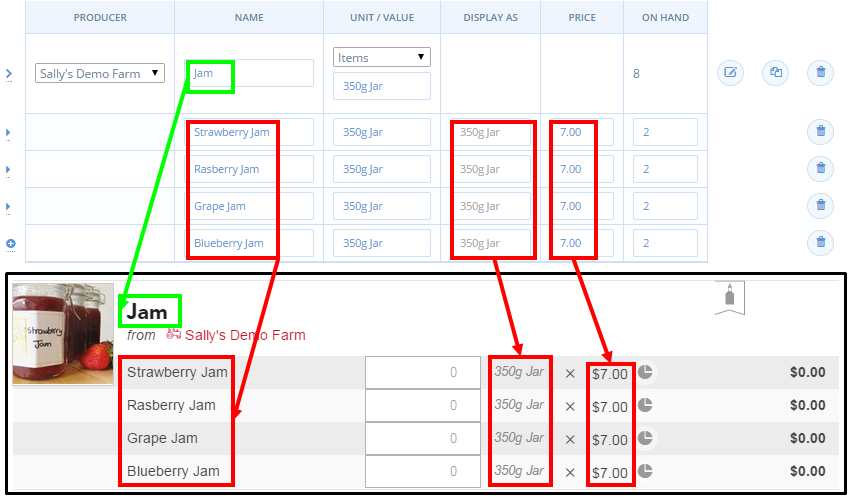 PRODUCER NAME UNIT / VALUE DISPLAY AS PRICE ON HAND
Sally's Demo Farm Jam Items 8
350g Jar
Strawberry Jam 350g Jar 350g Jar 7.00 2
Rasberry Jam 350g Jar 350g Jar 7.00 2
Grape Jam 350g Jar 350g Jar 7.00 2
Blueberry Jam 350g Jar 350g Jar 7.00 2
Jam
from Sally's Demo Farm
Strawberry
Jam
Strawberry Jam 0 350g Jar × $7.00 $0.00
Rasberry Jam 0 350g Jar × $7.00 $0.00
Grape Jam 0 350g Jar × $7.00 $0.00
Blueberry Jam 0 350g Jar × $7.00 $0.00